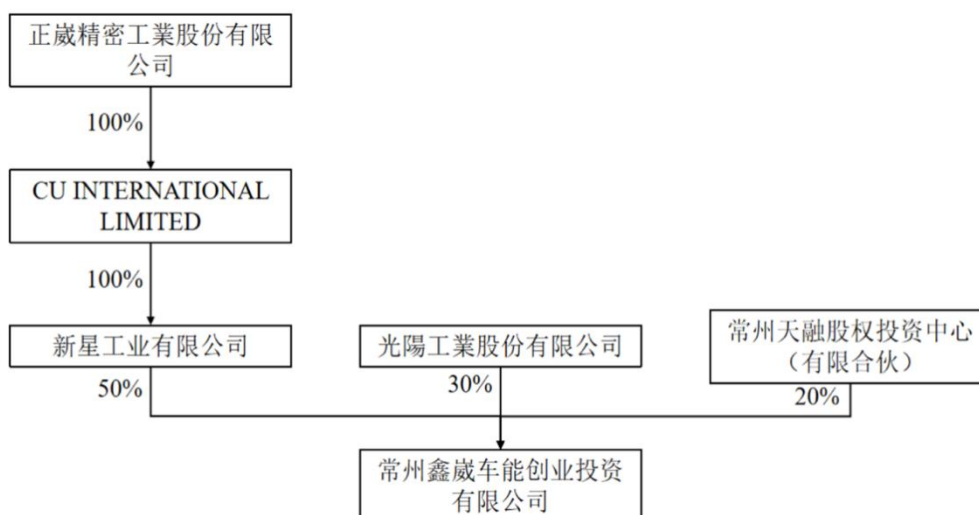 正崴精密工業股份有限
公司
100%
CU INTERNATIONAL
LIMITED
100%
新星工业有限公司
光陽工業股份有限公司
常州天融股权投资中心
（有限合伙）
50%
30%
20%
常州鑫崴车能创业投资
有限公司